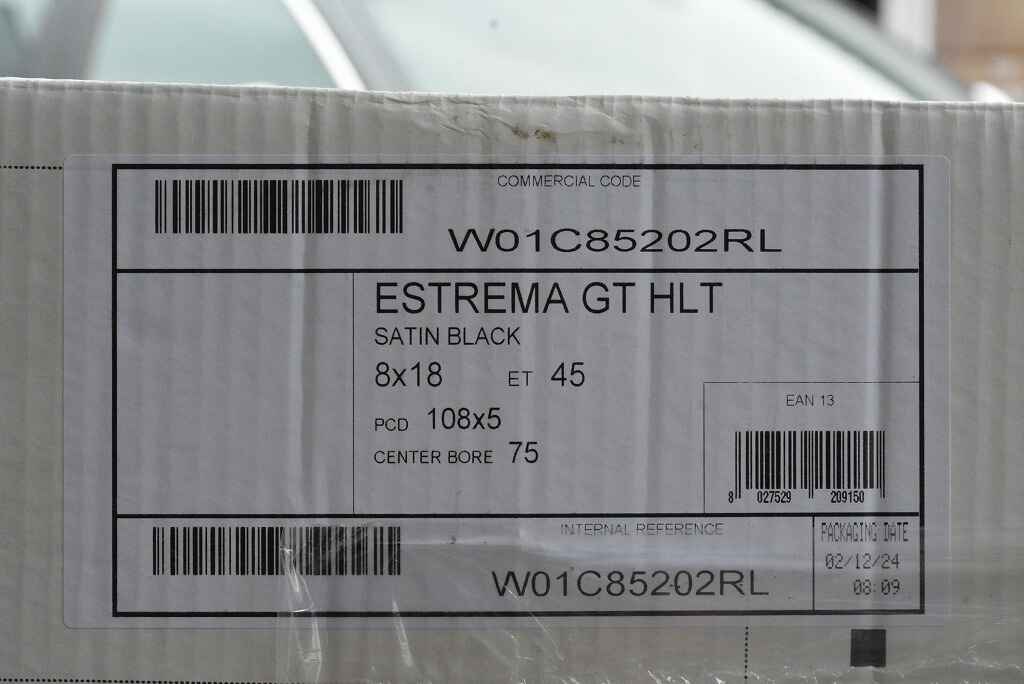 COMMERCIAL CODE
W01C85202RL
ESTREMA GT HLT
SATIN BLACK
8x18 ET 45
PCD 108x5
CENTER BORE 75
EAN 13
8 027529 209150
INTERNAL REFERENCE
W01C85202RL
PACKAGING DATE
02/12/24
08:09